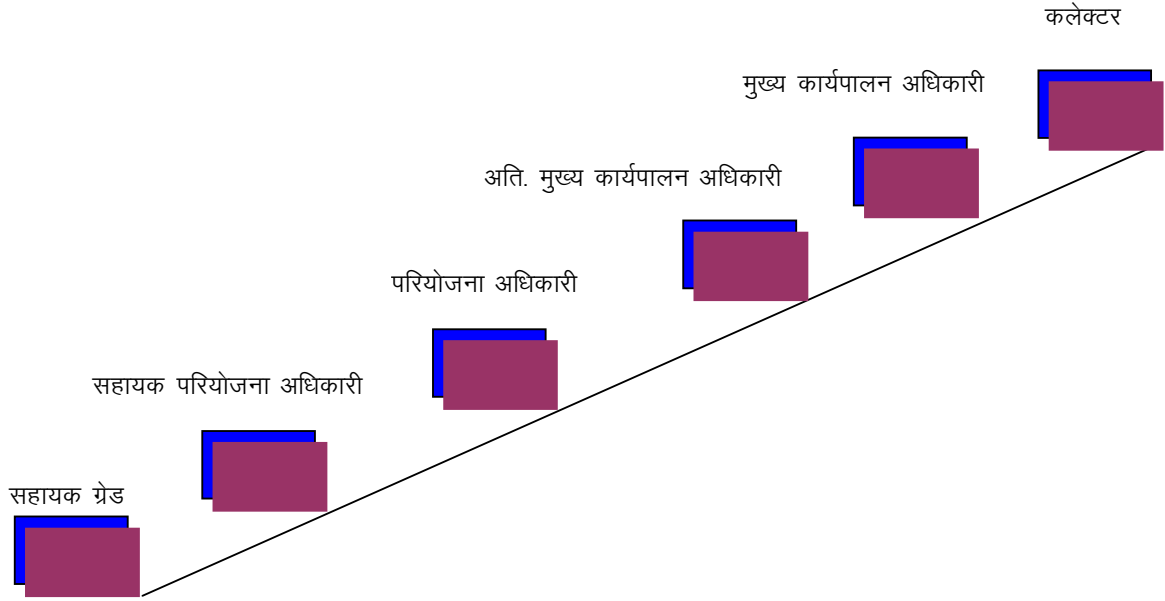 कलेक्टर
मुख्य कार्यपालन अधिकारी
अति. मुख्य कार्यपालन अधिकारी
परियोजना अधिकारी
सहायक परियोजना अधिकारी
सहायक ग्रेड